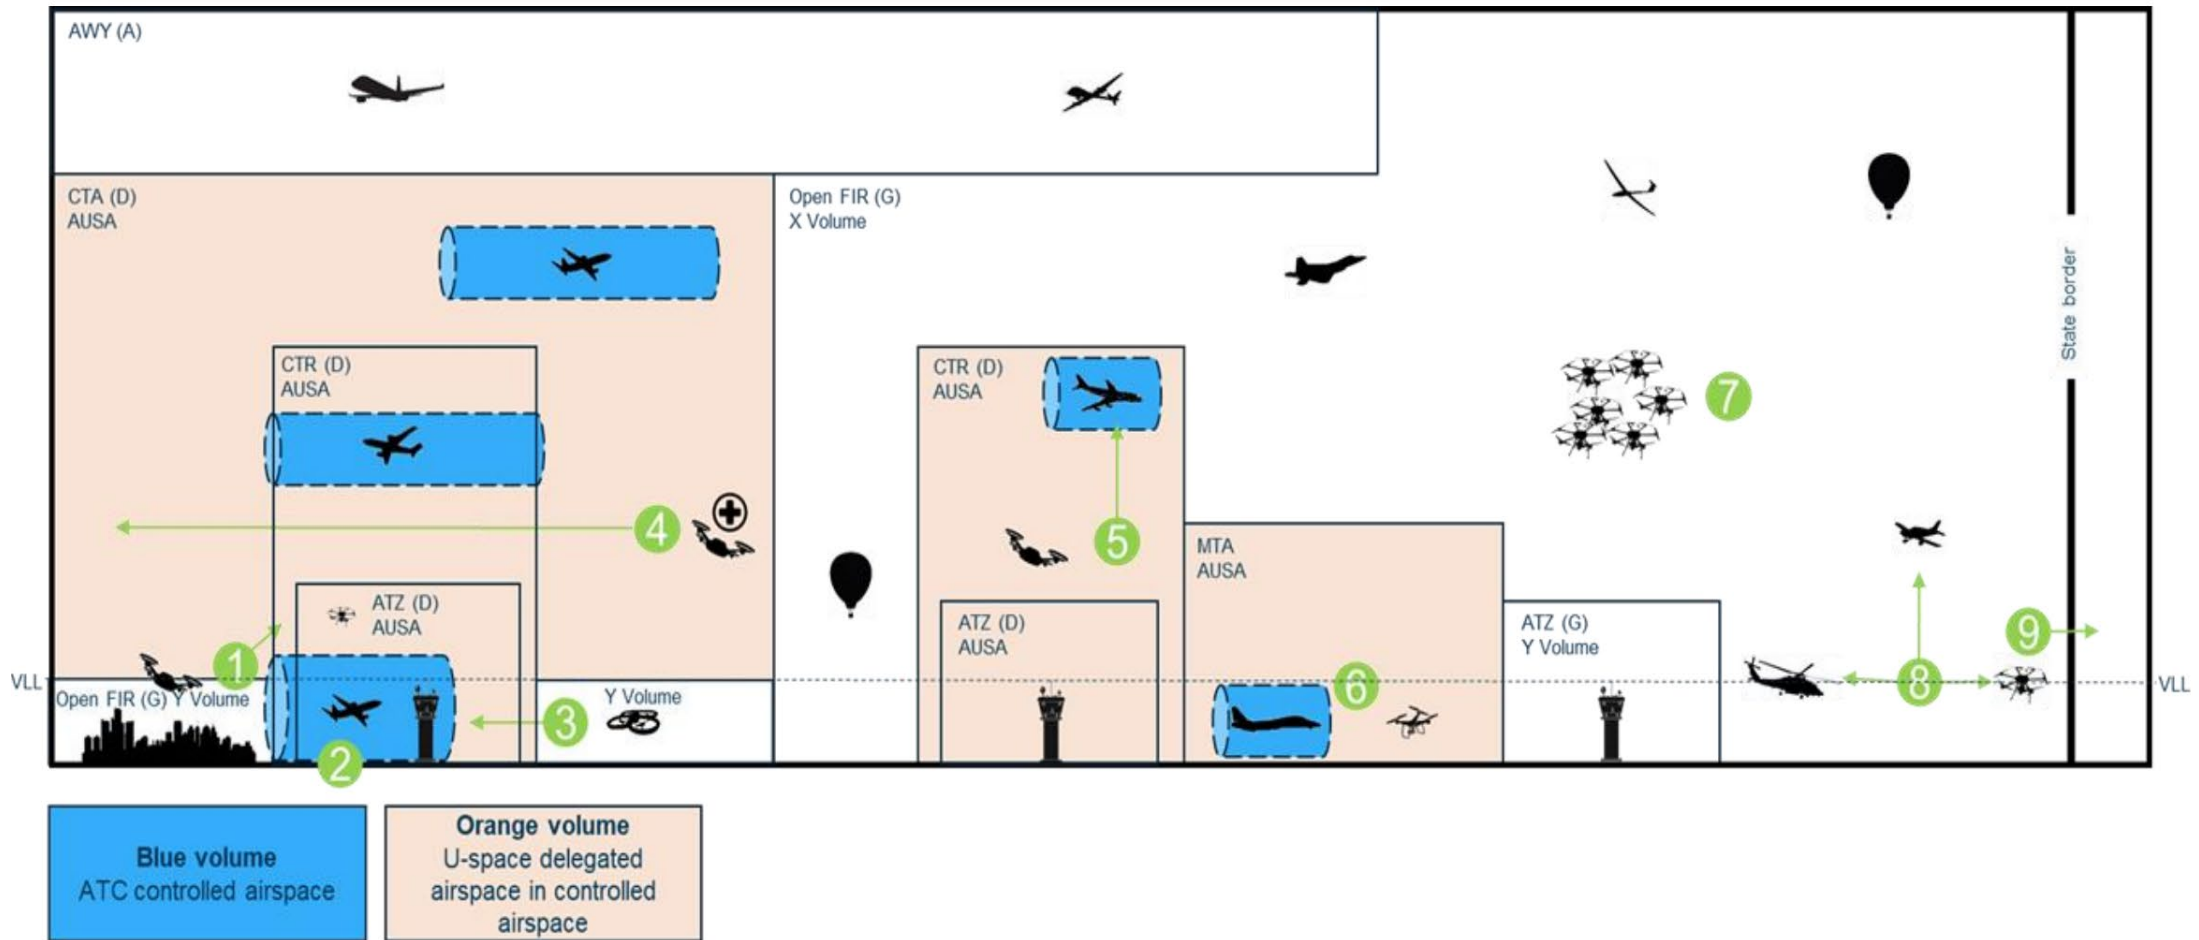 AWY (A)
CTA (D)
AUSA
Open FIR (G)
X Volume
State border
CTR (D)
AUSA
CTR (D)
AUSA
7
4
5
MTA
AUSA
ATZ (D)
AUSA
ATZ (D)
AUSA
ATZ (G)
Y Volume
9
1
VLL
Open FIR (G) Y Volume
Y Volume
6
8
VLL
3
2
Blue volume
ATC controlled airspace
Orange volume
U-space delegated
airspace in controlled
airspace